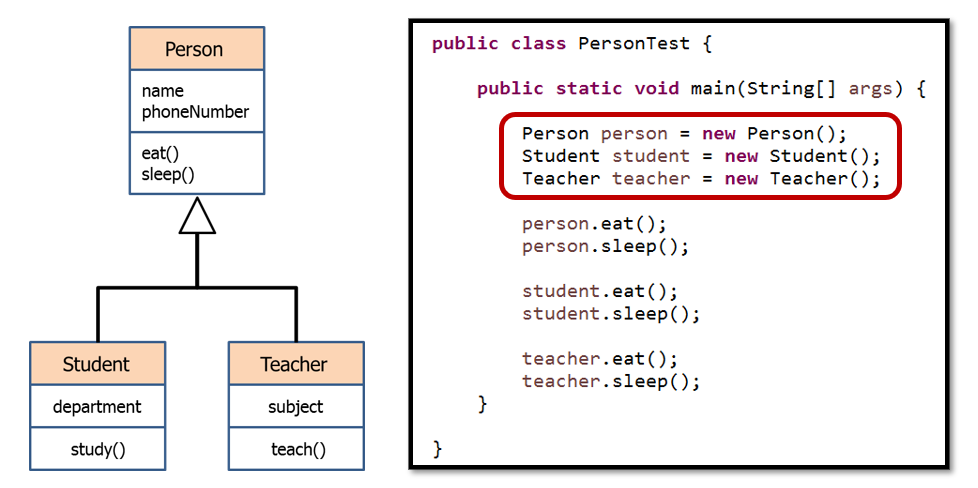 Person
name
phoneNumber
eat()
sleep()
Student
department
study()
Teacher
subject
teach()
public class PersonTest {
public static void main(String[] args) {
Person person = new Person();
Student student = new Student();
Teacher teacher = new Teacher();
person.eat();
person.sleep();
student.eat();
student.sleep();
teacher.eat();
teacher.sleep();
}
}